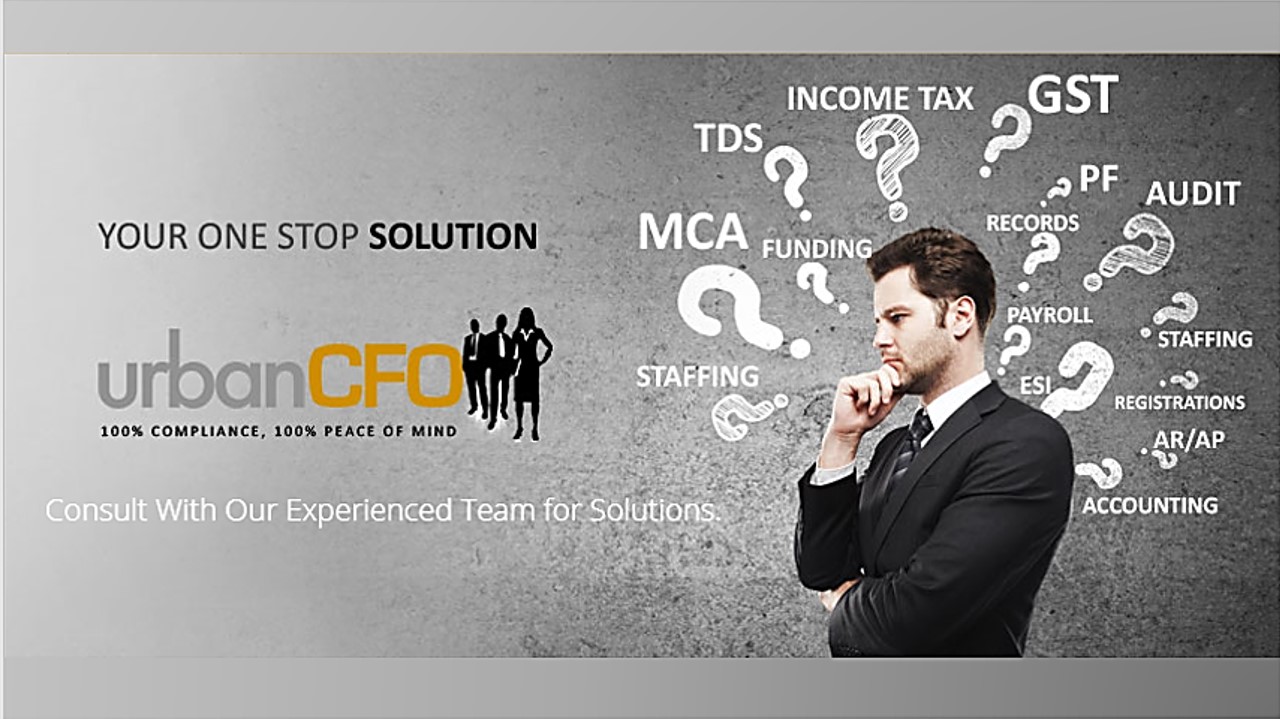 YOUR ONE STOP SOLUTION
urbanCFO
100% COMPLIANCE, 100% PEACE OF MIND
Consult With Our Experienced Team for Solutions.
INCOME TAX
GST
TDS
PF
AUDIT
MCA
FUNDING
RECORDS
PAYROLL
STAFFING
STAFFING
ESI
REGISTRATIONS
AR/AP
ACCOUNTING